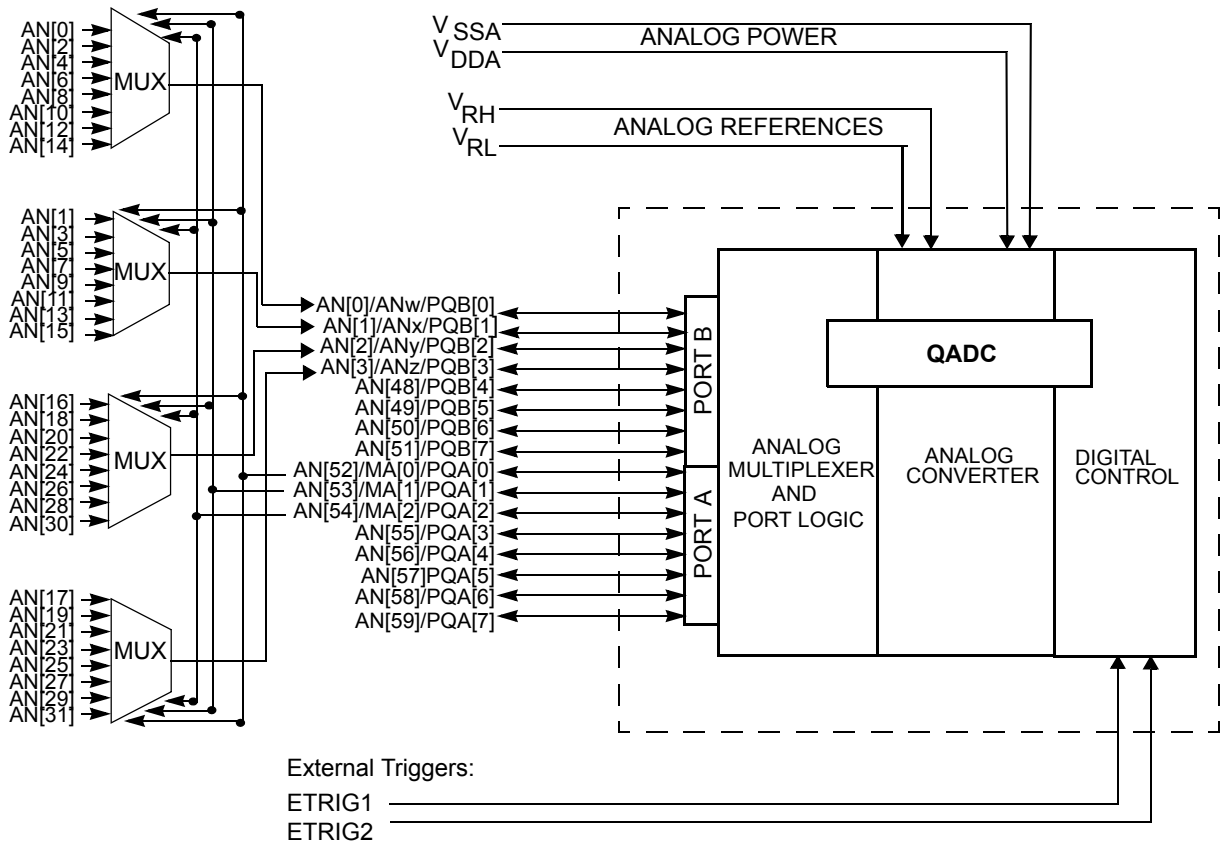 AN[0]
AN[2]
AN[4]
AN[6]
AN[8]
AN[10]
AN[12]
AN[14]
MUX
AN[1]
AN[3]
AN[5]
AN[7]
AN[9]
AN[11]
AN[13]
AN[15]
MUX
AN[16]
AN[18]
AN[20]
AN[22]
AN[24]
AN[26]
AN[28]
AN[30]
MUX
AN[17]
AN[19]
AN[21]
AN[23]
AN[25]
AN[27]
AN[29]
AN[31]
MUX
VSSA
VDDA
ANALOG POWER
VRH
VRL
ANALOG REFERENCES
AN[0]/ANw/PQB[0]
AN[1]/ANx/PQB[1]
AN[2]/ANy/PQB[2]
AN[3]/ANz/PQB[3]
AN[48]/PQB[4]
AN[49]/PQB[5]
AN[50]/PQB[6]
AN[51]/PQB[7]
AN[52]/MA[0]/PQA[0]
AN[53]/MA[1]/PQA[1]
AN[54]/MA[2]/PQA[2]
AN[55]/PQA[3]
AN[56]/PQA[4]
AN[57]PQA[5]
AN[58]/PQA[6]
AN[59]/PQA[7]
PORT B
PORT A
QADC
ANALOG
MULTIPLEXER
AND
PORT LOGIC
ANALOG
CONVERTER
DIGITAL
CONTROL
External Triggers:
ETRIG1
ETRIG2